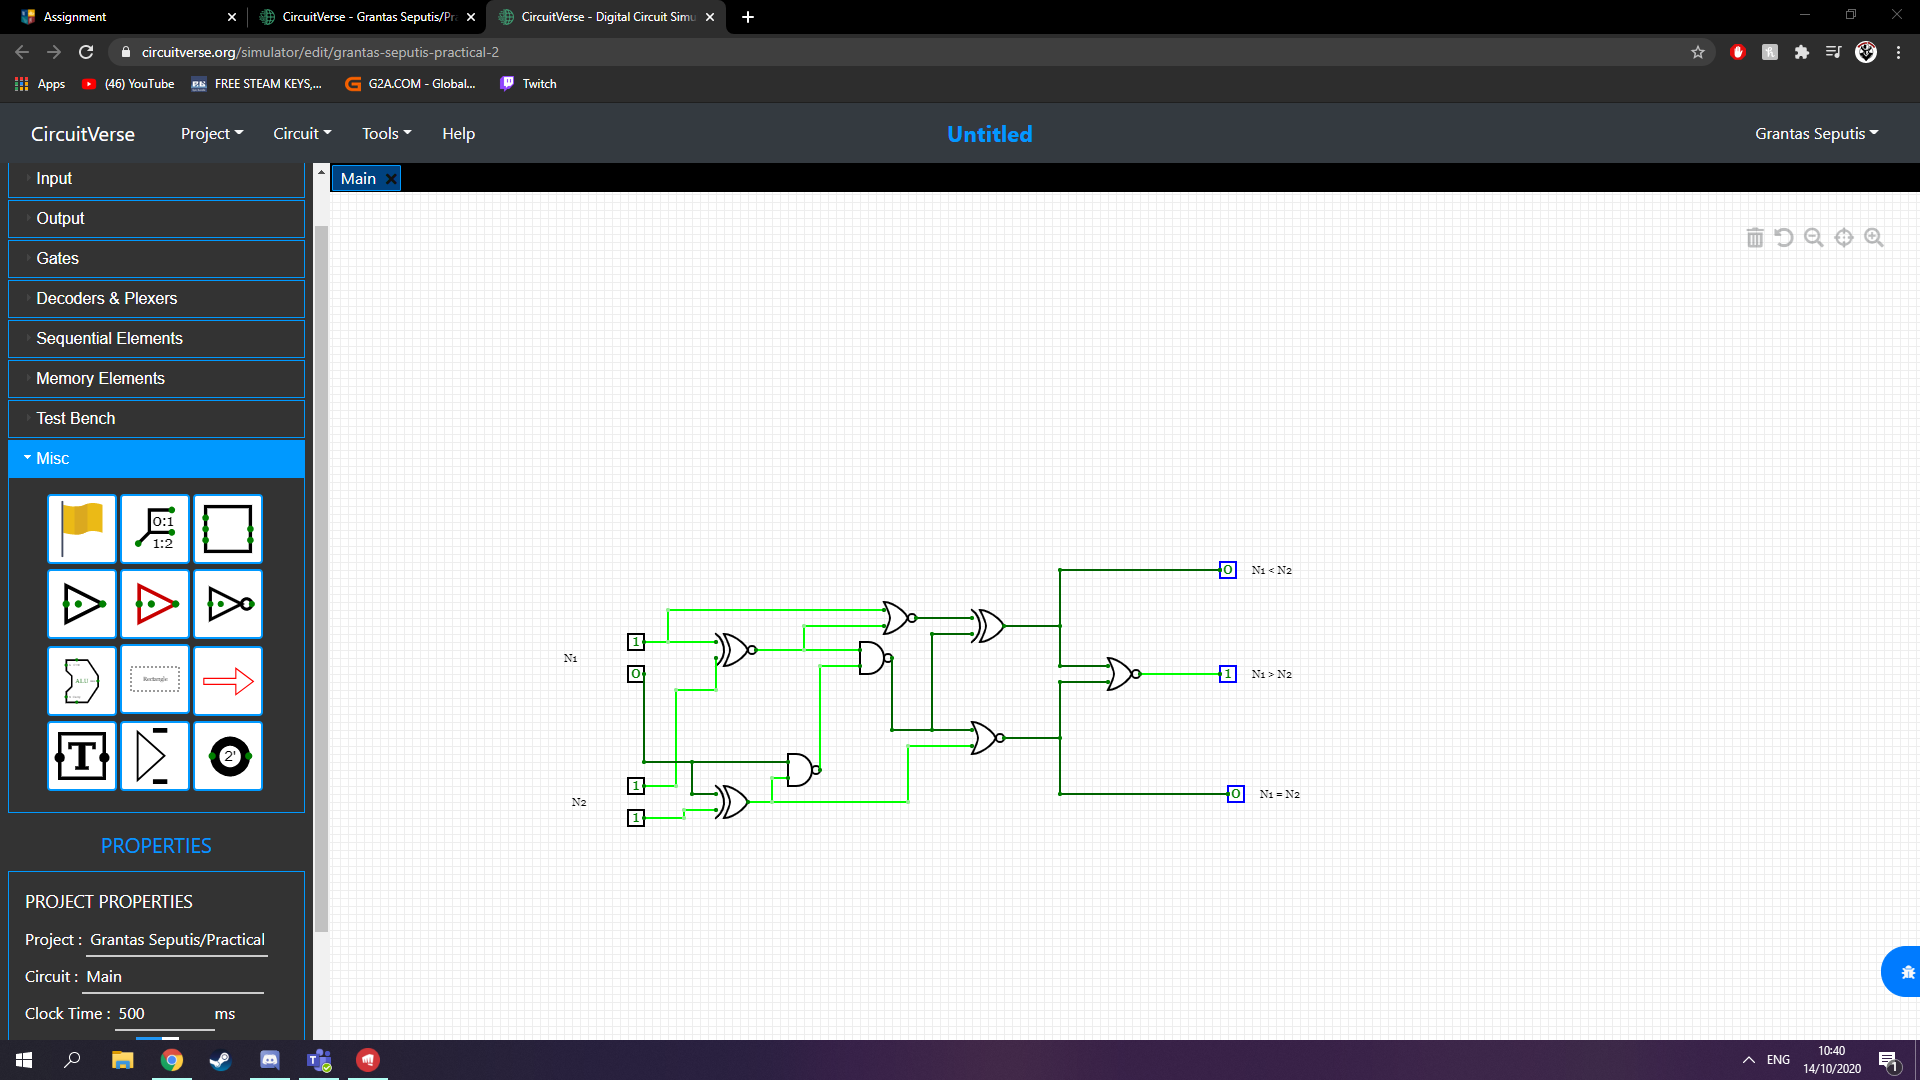 Assignment
CircuitVerse - Grantas Seputis/Pr
CircuitVerse - Digital Circuit Simu
circuitverse.org/simulator/edit/grantas-seputis-practical-2
Apps
(46) YouTube
FREE STEAM KEYS,...
G2A.COM - Global...
Twitch
CircuitVerse
Project
Circuit
Tools
Help
Untitled
Grantas Seputis
Input
Main
Output
Gates
Decoders & Plexers
Sequential Elements
Memory Elements
Test Bench
Misc
0:1
1:2
ALU
Rectangle
T
2'
0 N1 < N2
1
N1
0
1 N1 > N2
1
N2
1
0 N1 = N2
PROPERTIES
PROJECT PROPERTIES
Project : Grantas Seputis/Practical
Circuit : Main
Clock Time : 500 ms
ENG
10:40
14/10/2020
1